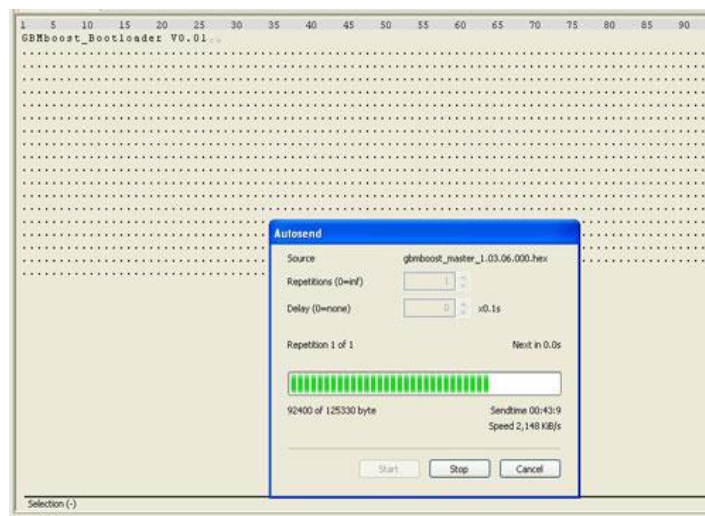 1 5 10 15 20 25 30 35 40 45 50 55 60 65 70 75 80 85 90
GBMboost_Bootloader V0.01..
Autosend
Source gbmboost_master_1.03.06.000.hex
Repetitions (0=inf) 1
Delay (0=none) 0 x0.1s
Repetition 1 of 1 Next in 0.0s
92400 of 125330 byte Sendtime 00:43:9
Speed 2,148 KiB/s
Start Stop Cancel
Selection (-)